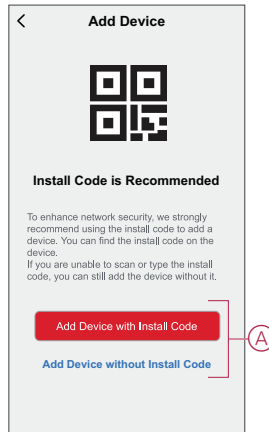 Add Device
Install Code is Recommended
To enhance network security, we strongly
recommend using the install code to add a
device. You can find the install code on the
device.
If you are unable to scan or type the install
code, you can still add the device without it.
Add Device with Install Code
A
Add Device without Install Code